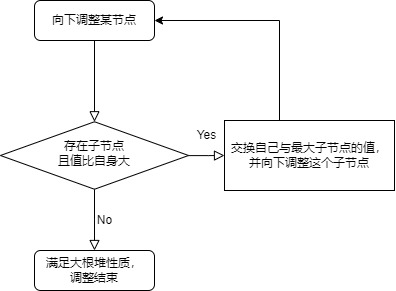 向下调整某节点
存在子节点
且值比自身大
Yes
交换自己与最大子节点的值，
并向下调整这个子节点
No
满足大根堆性质，
调整结束